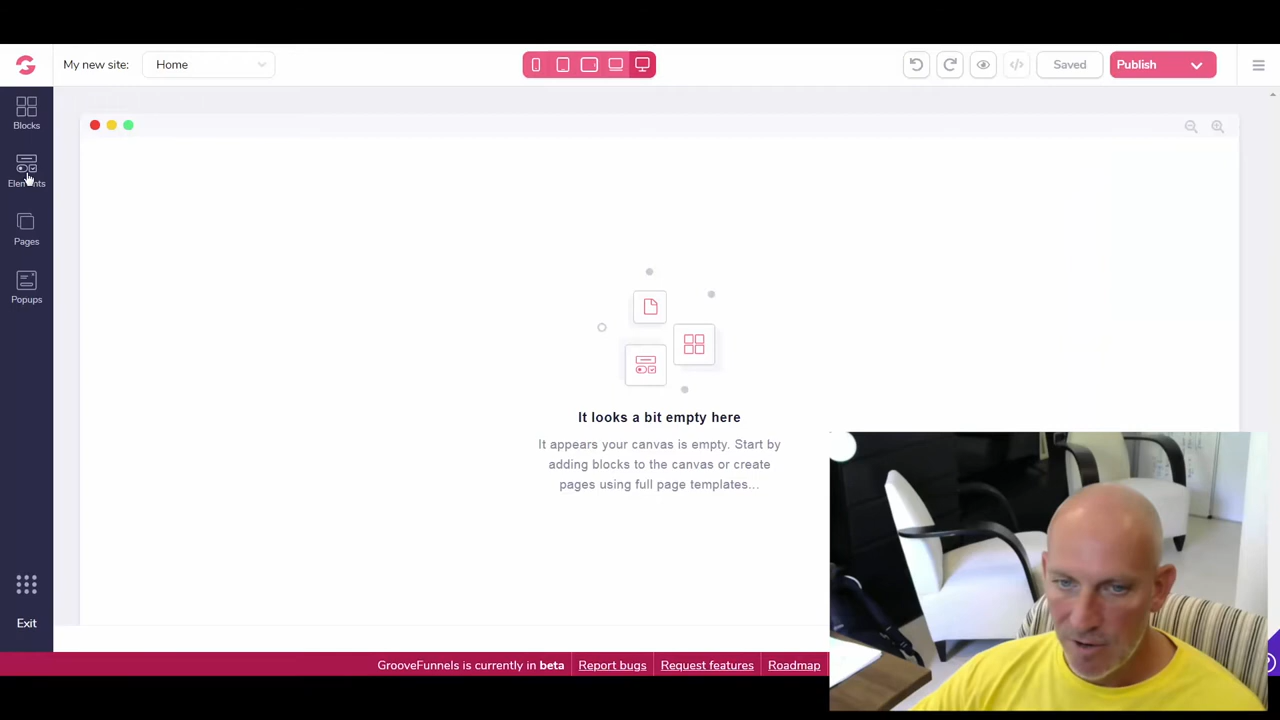 My new site:
Home
Saved
Publish
Blocks
Elements
Pages
Popups
It looks a bit empty here
It appears your canvas is empty. Start by
adding blocks to the canvas or create
pages using full page templates...
Exit
GrooveFunnels is currently in beta
Report bugs
Request features
Roadmap